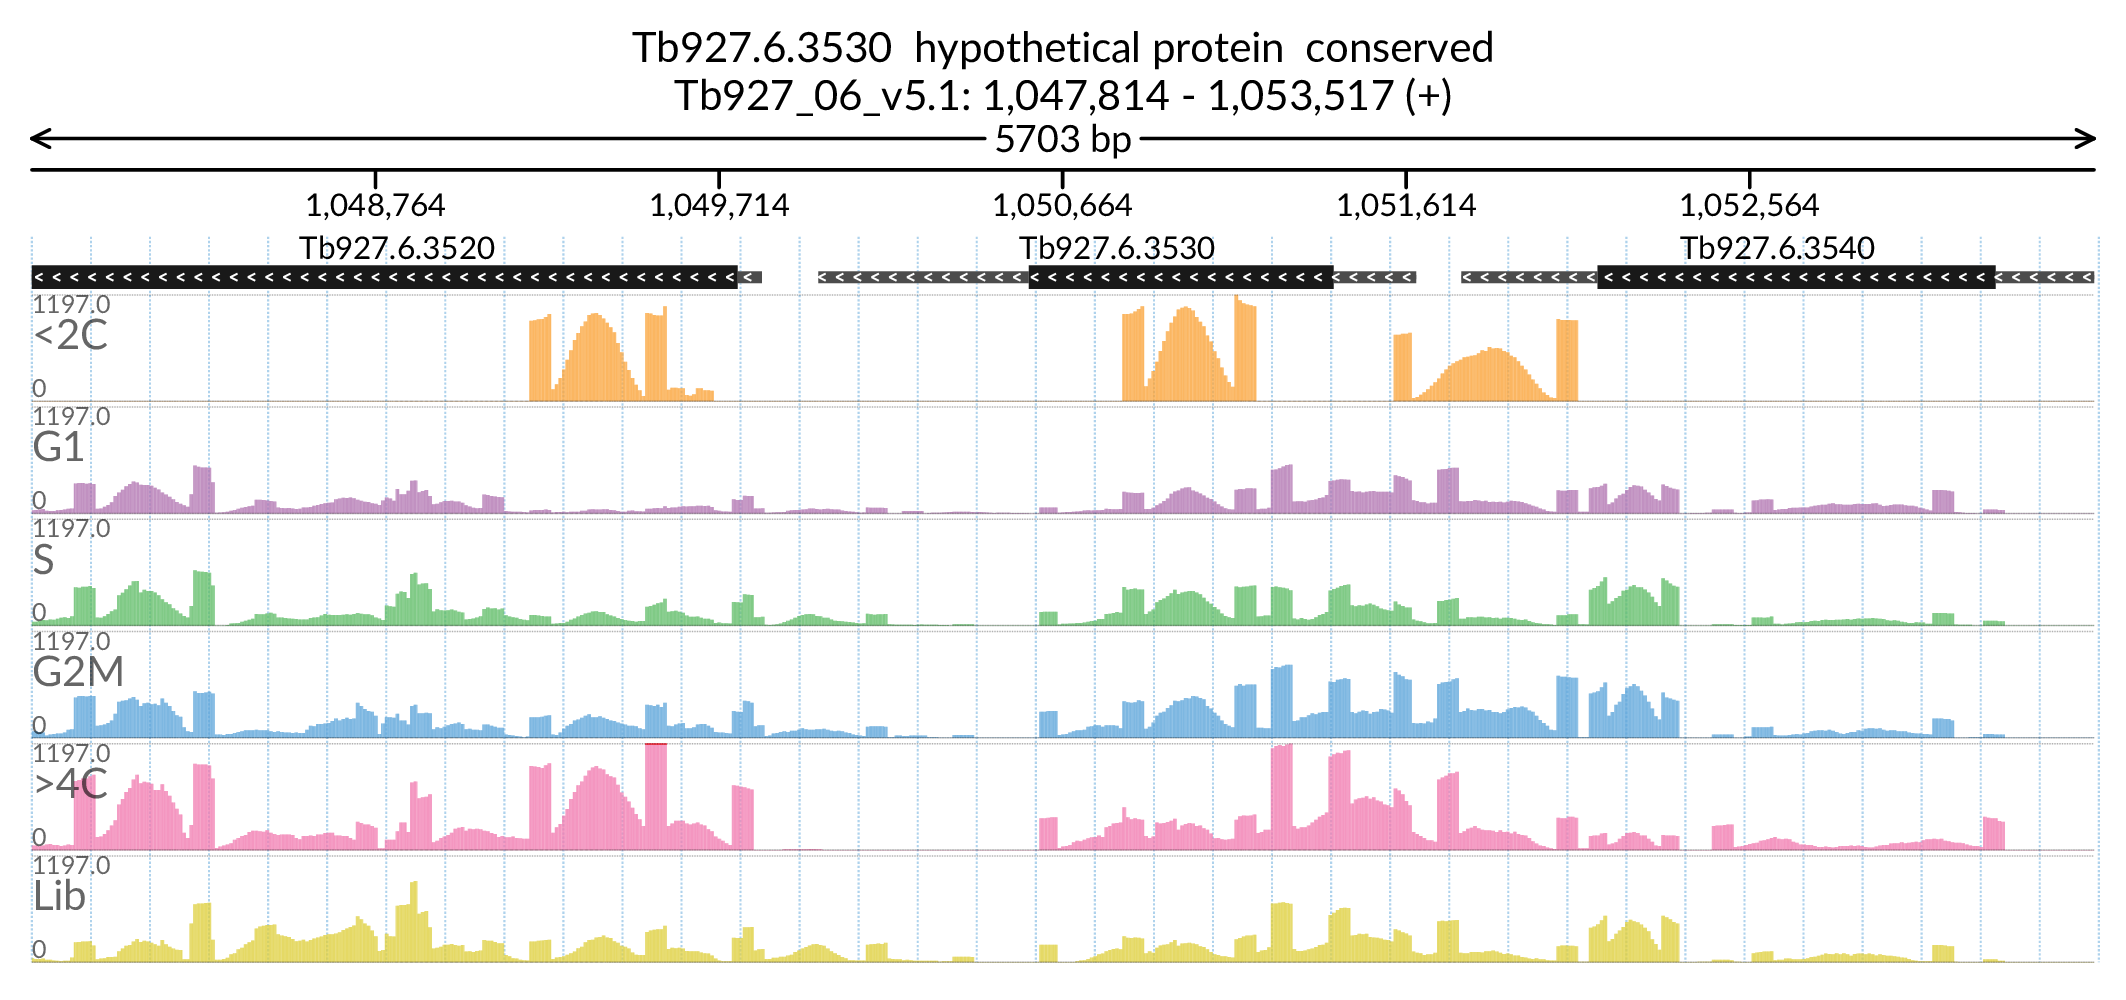 Tb927.6.3530  hypothetical protein  conserved
Tb927_06_v5.1: 1,047,814 - 1,053,517 (+)
5703 bp
1,048,764 1,049,714 1,050,664 1,051,614 1,052,564
Tb927.6.3520 Tb927.6.3530 Tb927.6.3540
1197.0
<2C
0
1197.0
G1
0
1197.0
S
0
1197.0
G2M
0
1197.0
>4C
0
1197.0
Lib
0